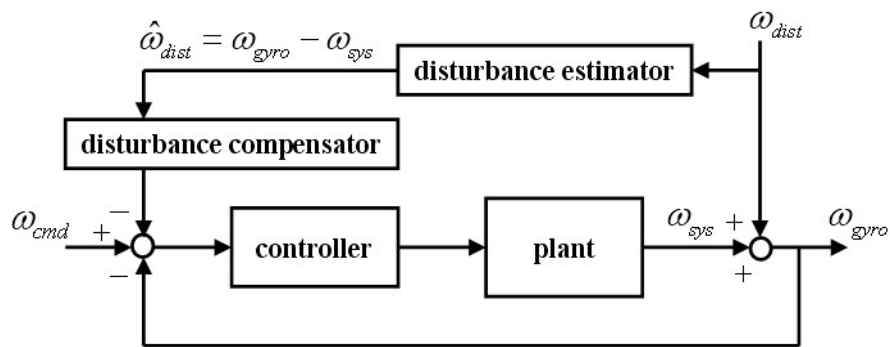 ω_dist
ω̂_dist = ω_gyro − ω_sys
disturbance estimator
disturbance compensator
−
ω_cmd
+
controller
plant
ω_sys
+
ω_gyro
−
+